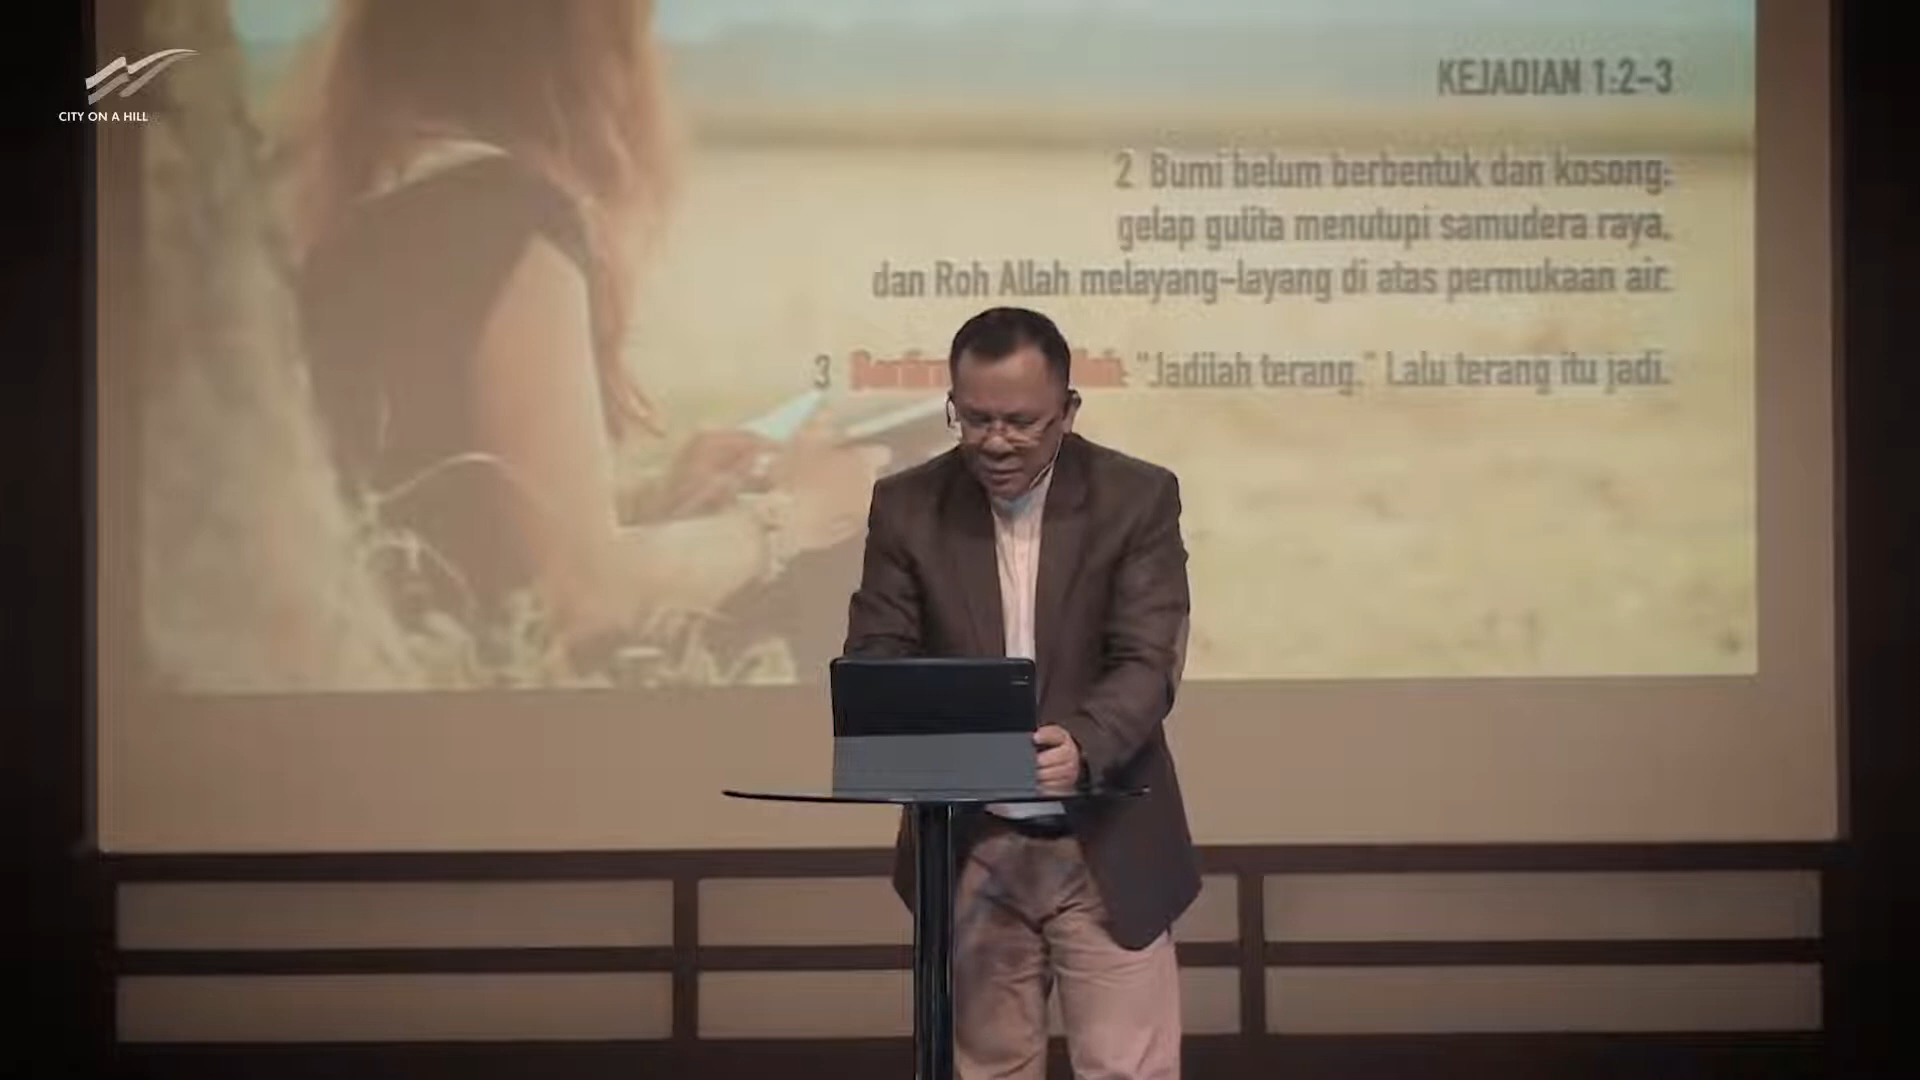 CITY ON A HILL
KEJADIAN 1:2-3
2 Bumi belum berbentuk dan kosong;
gelap gulita menutupi samudera raya,
dan Roh Allah melayang-layang di atas permukaan air.
3 "Jadilah terang." Lalu terang itu jadi.